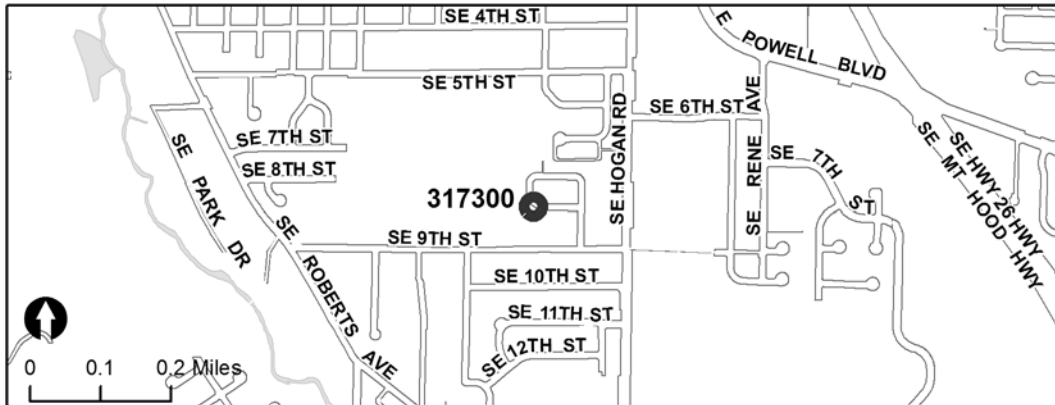 SE 4TH ST
E POWELL BLVD
SE 5TH ST
SE 6TH ST
SE HOGAN RD
SE RENE AVE
SE 7TH ST
SE 8TH ST
SE 7TH ST
SE HWY 26 HWY
SE MT HOOD HWY
SE PARK DR
317300
SE 9TH ST
SE ROBERTS AVE
SE 10TH ST
SE 11TH ST
SE 12TH ST
0 0.1 0.2 Miles